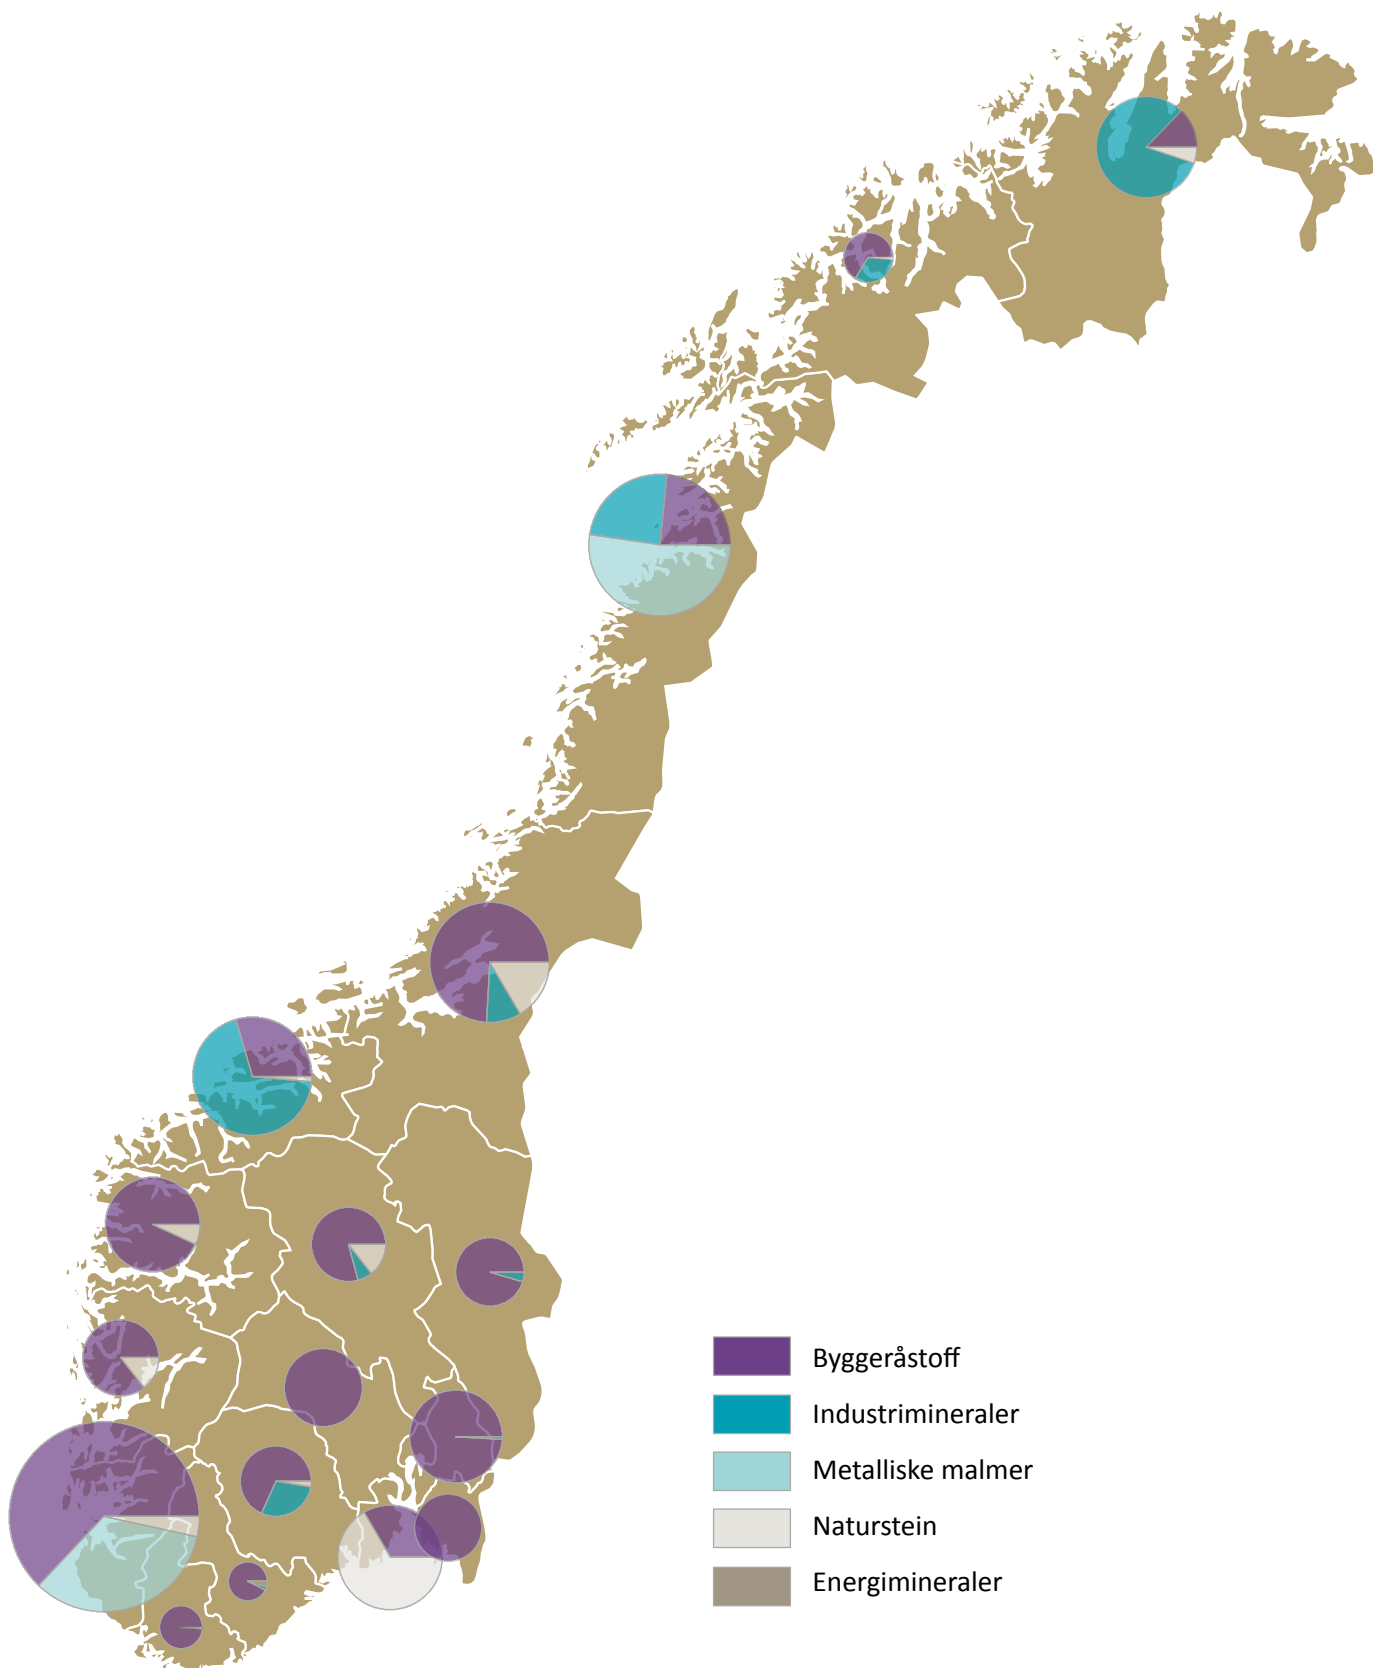 Byggeråstoff
Industrimineraler
Metalliske malmer
Naturstein
Energimineraler